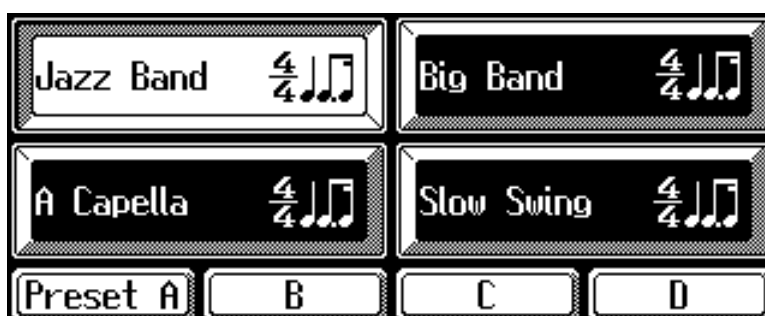 Jazz Band 4/4
Big Band 4/4
A Capella 4/4
Slow Swing 4/4
Preset A
B
C
D